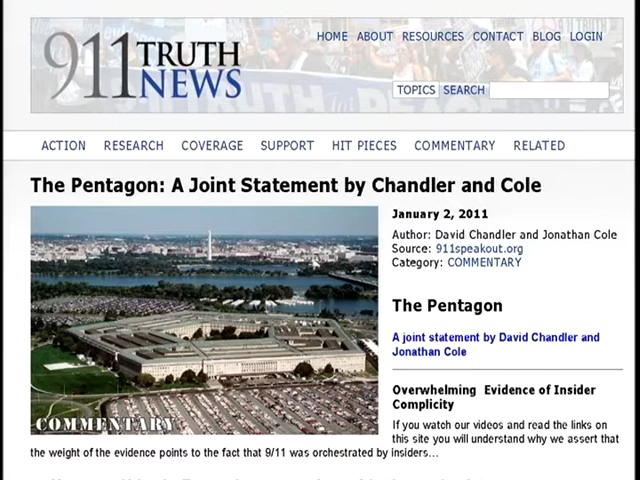 911 TRUTH NEWS
HOME ABOUT RESOURCES CONTACT BLOG LOGIN
TOPICS SEARCH
ACTION RESEARCH COVERAGE SUPPORT HIT PIECES COMMENTARY RELATED
The Pentagon: A Joint Statement by Chandler and Cole
January 2, 2011
Author: David Chandler and Jonathan Cole
Source: 911speakout.org
Category: COMMENTARY
The Pentagon
A joint statement by David Chandler and
Jonathan Cole
Overwhelming Evidence of Insider
Complicity
COMMENTARY
If you watch our videos and read the links on
this site you will understand why we assert that
the weight of the evidence points to the fact that 9/11 was orchestrated by insiders...